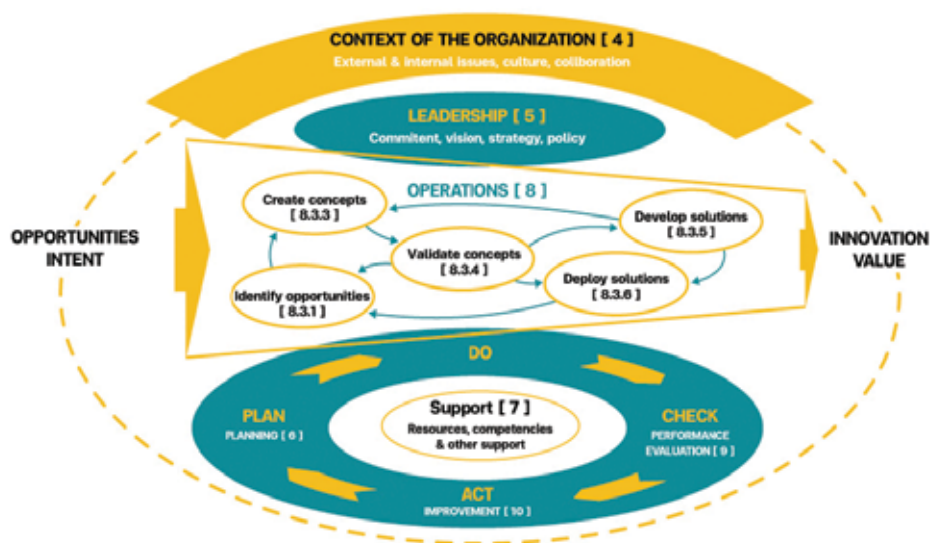 CONTEXT OF THE ORGANIZATION [ 4 ]
External & internal issues, culture, collboration
LEADERSHIP [ 5 ]
Commitent, vision, strategy, policy
OPERATIONS [ 8 ]
Create concepts
[ 8.3.3 ]
Develop solutions
[ 8.3.5 ]
Validate concepts
[ 8.3.4 ]
Identify opportunities
[ 8.3.1 ]
Deploy solutions
[ 8.3.6 ]
OPPORTUNITIES
INTENT
INNOVATION
VALUE
DO
PLAN
PLANNING [ 6 ]
Support [ 7 ]
Resources, competencies
& other support
CHECK
PERFORMANCE
EVALUATION [ 9 ]
ACT
IMPROVEMENT [ 10 ]